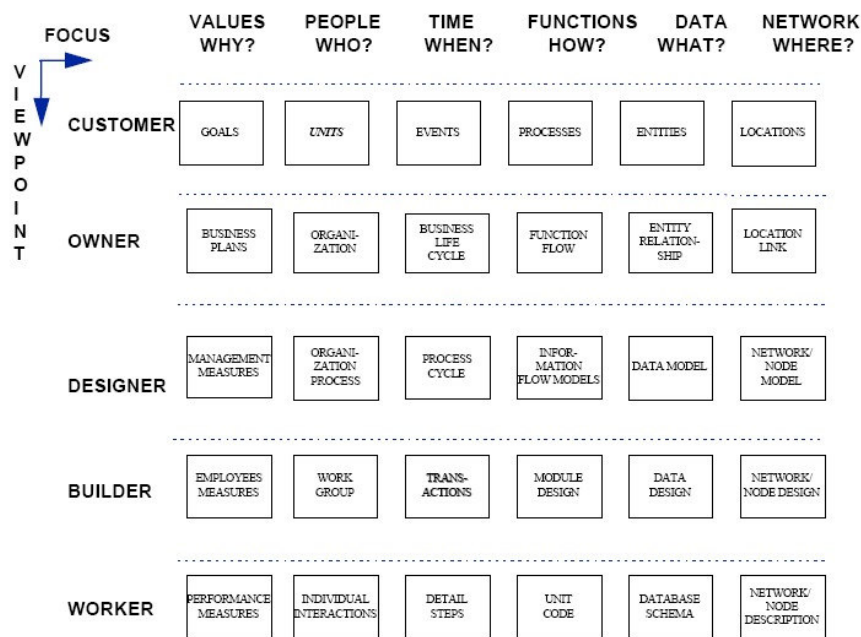 FOCUS
VIEWPOINT
VALUES
WHY?
PEOPLE
WHO?
TIME
WHEN?
FUNCTIONS
HOW?
DATA
WHAT?
NETWORK
WHERE?
CUSTOMER
GOALS
UNITS
EVENTS
PROCESSES
ENTITIES
LOCATIONS
OWNER
BUSINESS
PLANS
ORGANI-
ZATION
BUSINESS
LIFE
CYCLE
FUNCTION
FLOW
ENTITY
RELATION-
SHIP
LOCATION
LINK
DESIGNER
MANAGEMENT
MEASURES
ORGANI-
ZATION
PROCESS
PROCESS
CYCLE
INFOR-
MATION
FLOW MODELS
DATA MODEL
NETWORK/
NODE
MODEL
BUILDER
EMPLOYEES
MEASURES
WORK
GROUP
TRANS-
ACTIONS
MODULE
DESIGN
DATA
DESIGN
NETWORK/
NODE DESIGN
WORKER
PERFORMANCE
MEASURES
INDIVIDUAL
INTERACTIONS
DETAIL
STEPS
UNIT
CODE
DATABASE
SCHEMA
NETWORK/
NODE
DESCRIPTION